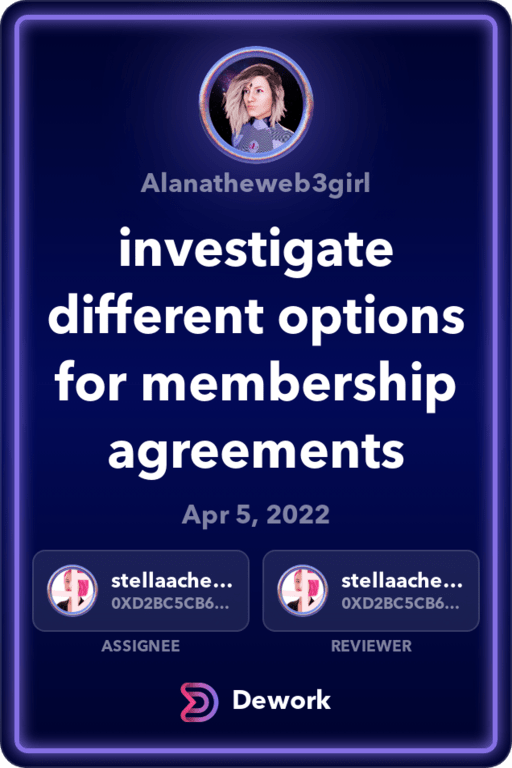 Alanatheweb3girl
investigate
different options
for membership
agreements
Apr 5, 2022
stellaache...
0XD2BC5CB6...
ASSIGNEE
stellaache...
0XD2BC5CB6...
REVIEWER
Dework